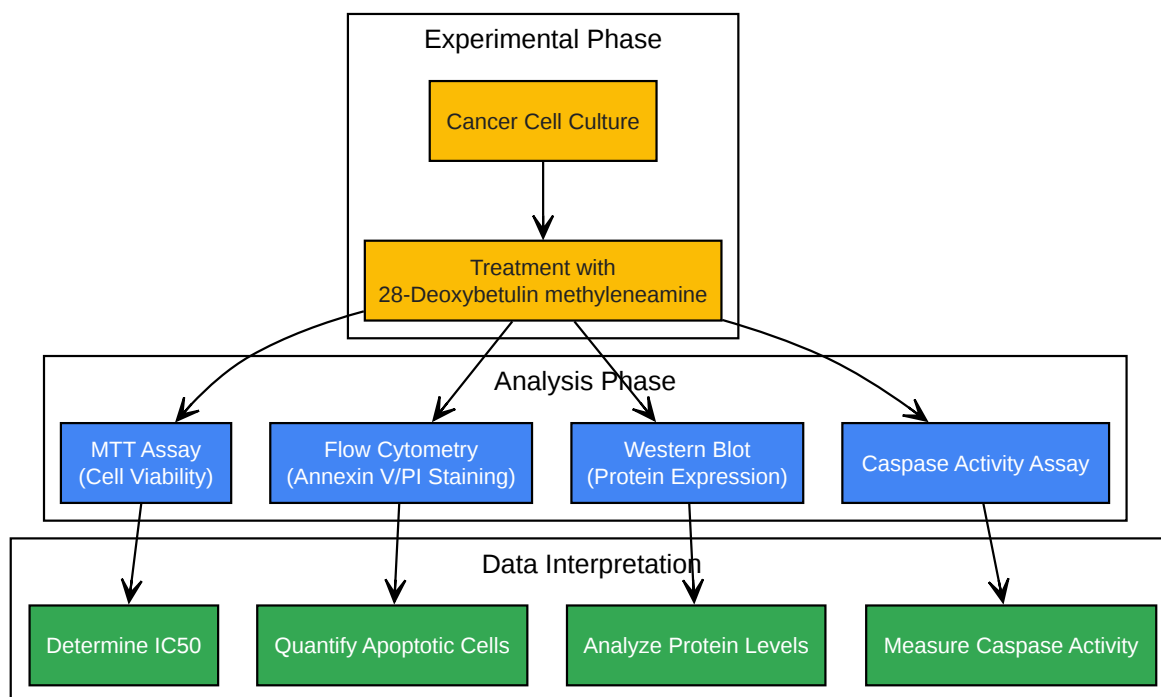 Experimental Phase
Cancer Cell Culture
Treatment with
28-Deoxybetulin methyleneamine
Analysis Phase
MTT Assay
(Cell Viability)
Flow Cytometry
(Annexin V/PI Staining)
Western Blot
(Protein Expression)
Caspase Activity Assay
Data Interpretation
Determine IC50
Quantify Apoptotic Cells
Analyze Protein Levels
Measure Caspase Activity